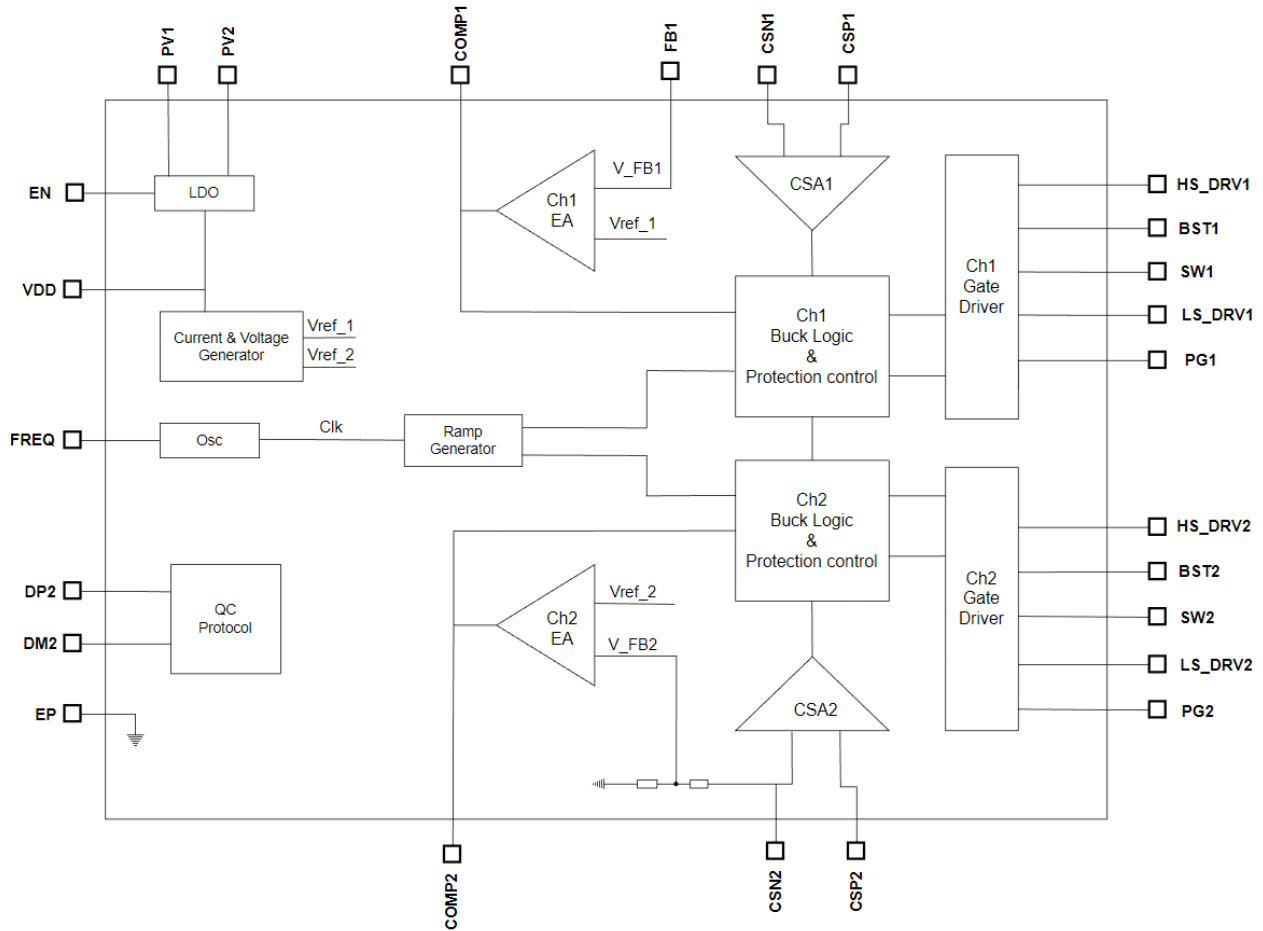 PV1
PV2
COMP1
FB1
CSN1
CSP1
EN
LDO
Ch1
EA
V_FB1
Vref_1
CSA1
HS_DRV1
BST1
SW1
LS_DRV1
PG1
Ch1
Gate
Driver
VDD
Current & Voltage
Generator
Vref_1
Vref_2
Ch1
Buck Logic
&
Protection control
FREQ
Osc
Clk
Ramp
Generator
Ch2
Buck Logic
&
Protection control
HS_DRV2
BST2
SW2
LS_DRV2
PG2
Ch2
Gate
Driver
DP2
DM2
QC
Protocol
Ch2
EA
Vref_2
V_FB2
CSA2
EP
COMP2
CSN2
CSP2